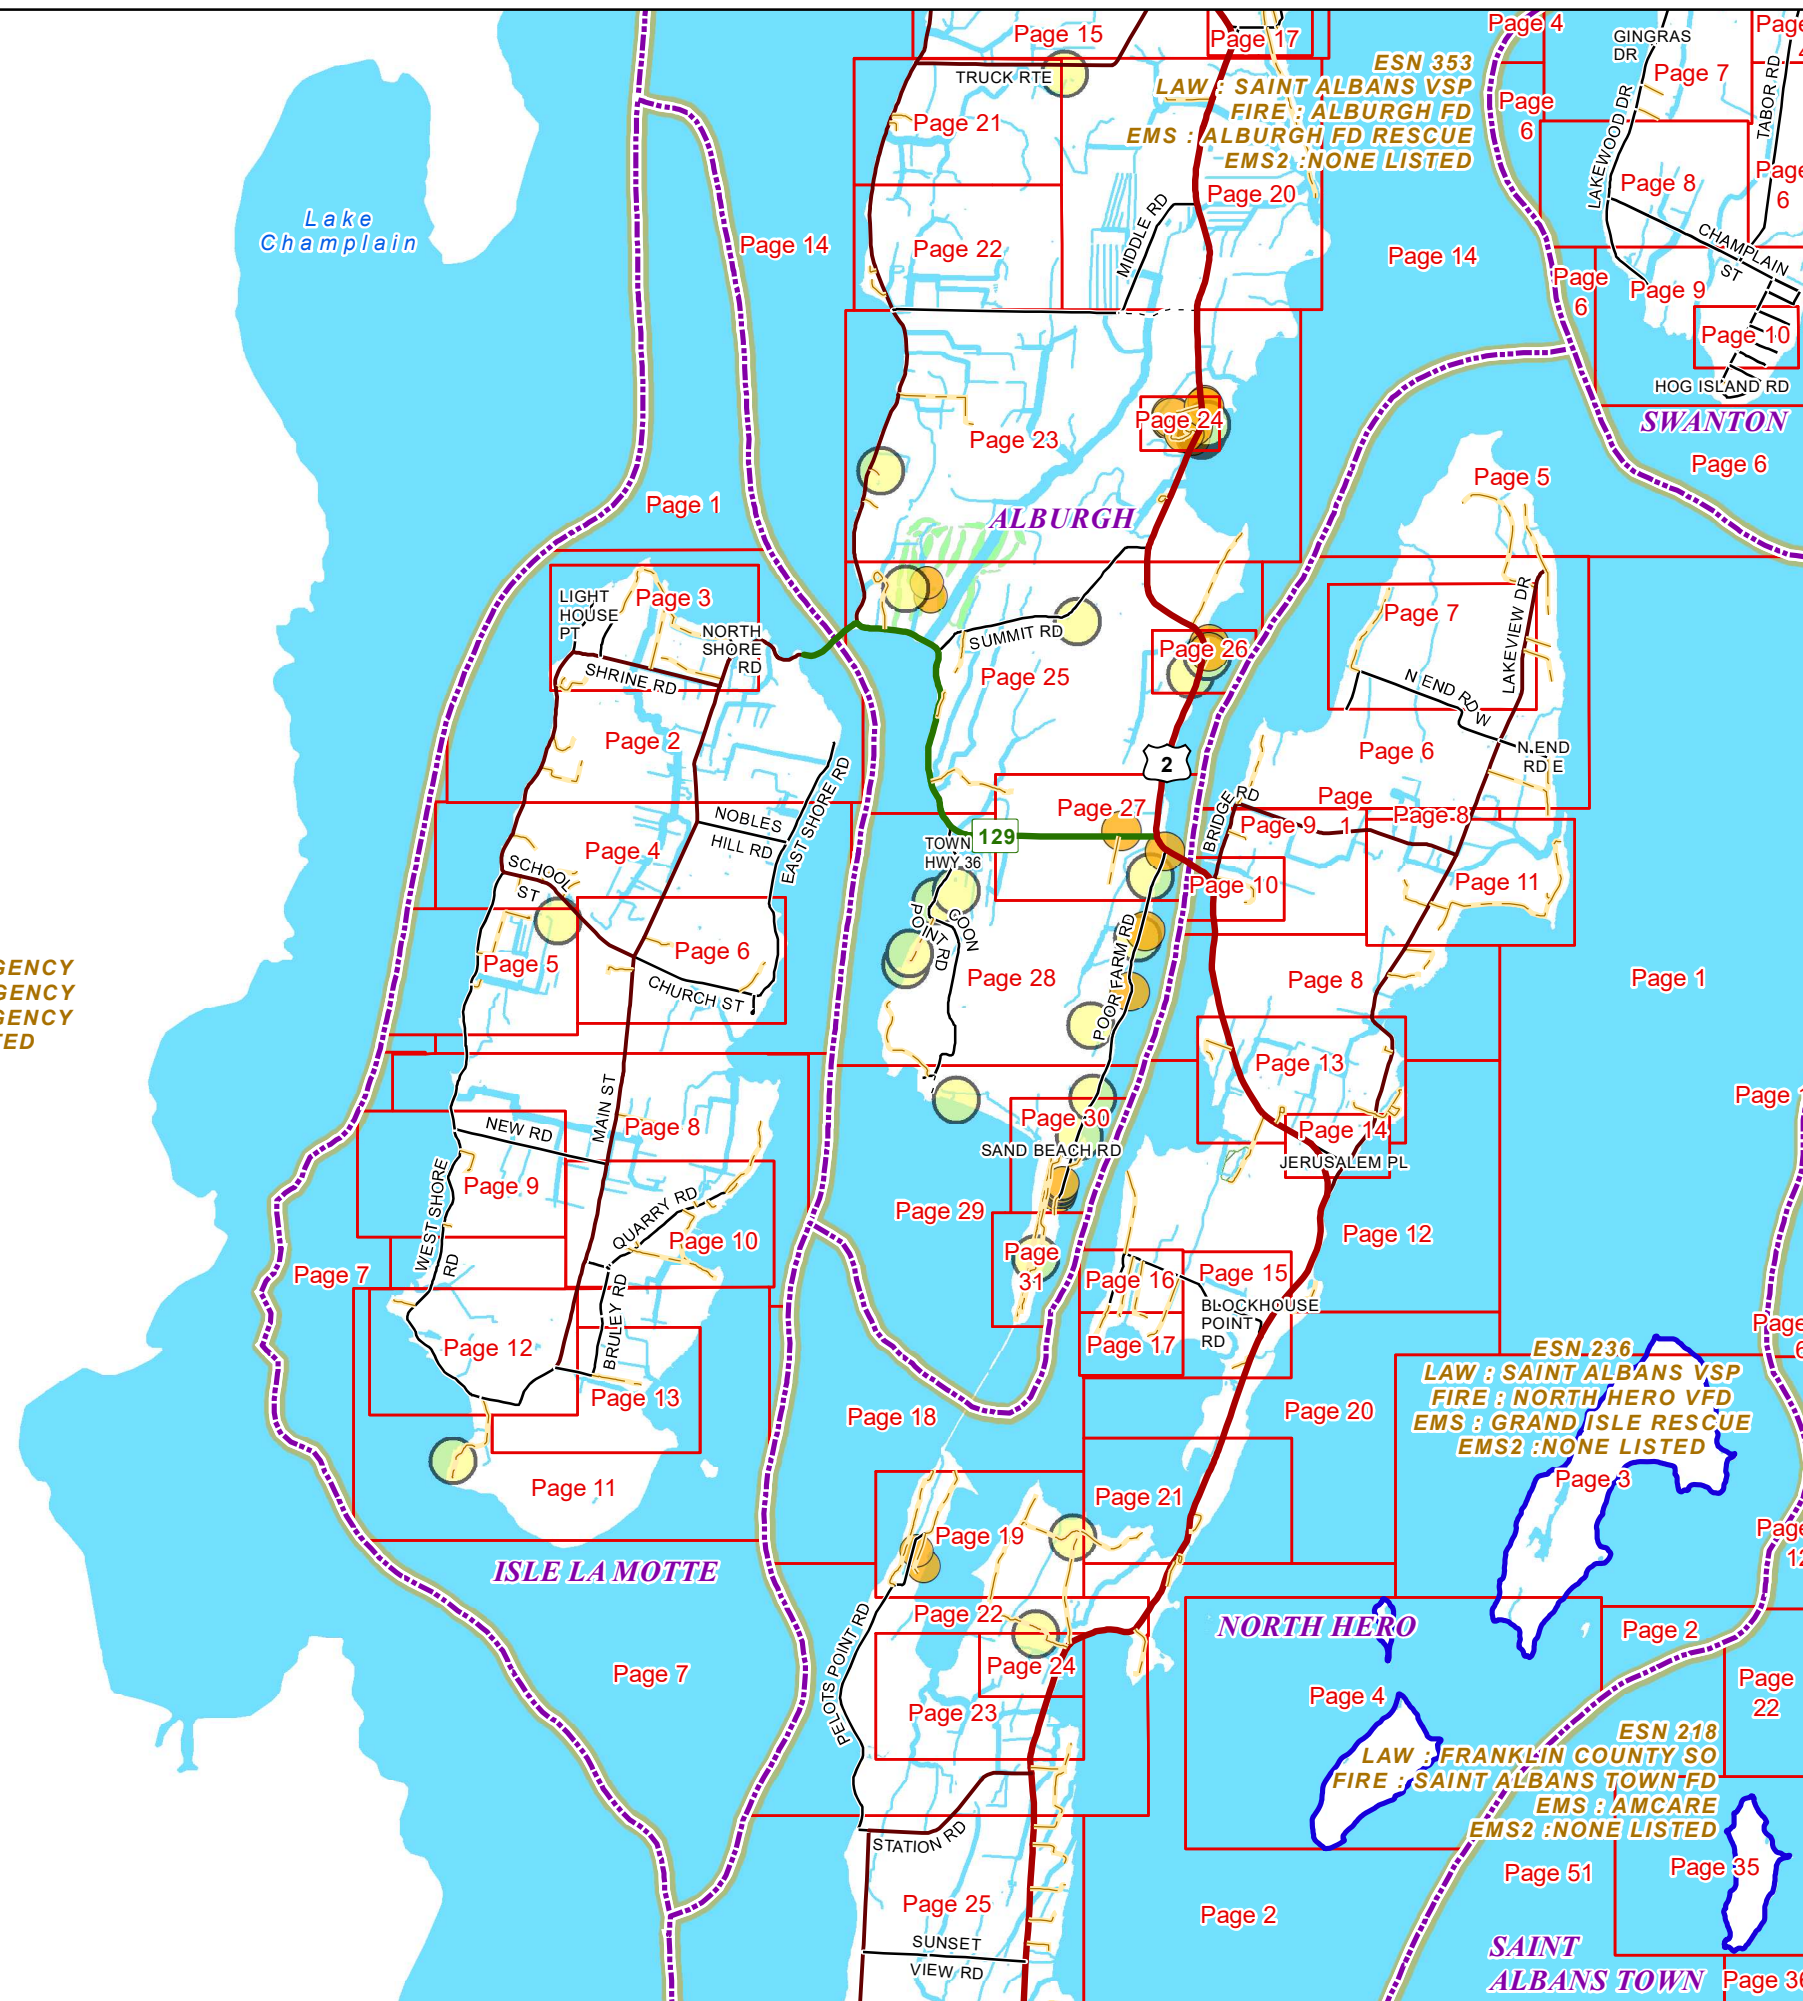 Page 15
Page 17
Page 4
GINGRAS
DR
TRUCK RTE
ESN 353
LAW : SAINT ALBANS VSP
FIRE : ALBURGH FD
EMS : ALBURGH FD RESCUE
EMS2 :NONE LISTED
Page 7
TABOR RD
Page
6
LAKEWOOD DR
Page 21
Page 8
Page
6
Page 20
Lake
Champlain
Page 14
Page 22
MIDDLE RD
Page 14
CHAMPLAIN
ST
Page
6
Page 9
Page 10
HOG ISLAND RD
SWANTON
Page 6
Page 24
Page 23
Page 5
Page 1
ALBURGH
LIGHT
HOUSE
PT
Page 3
NORTH
SHORE
RD
SHRINE RD
SUMMIT RD
Page 26
Page 25
Page 7
LAKEVIEW DR
N END RD W
N END
RD E
Page 2
Page 6
2
EAST SHORE RD
NOBLES
HILL RD
Page 27
BRIDGE RD
Page
1
Page 8
Page 9
129
TOWN
HWY 36
Page 4
SCHOOL
ST
Page 10
Page 11
COON
POINT RD
POOR FARM RD
Page 5
Page 6
CHURCH ST
Page 28
Page 8
Page 1
GENCY
GENCY
GENCY
TED
Page 13
MAIN ST
NEW RD
Page 8
Page 30
SAND BEACH RD
Page 14
JERUSALEM PL
WEST SHORE
RD
Page 9
QUARRY RD
Page 10
Page 29
Page 12
Page
31
Page 16
Page 15
BLOCKHOUSE
POINT
RD
Page 17
Page 7
BRULEY RD
Page 12
Page 13
ESN 236
LAW : SAINT ALBANS VSP
FIRE : NORTH HERO VFD
EMS : GRAND ISLE RESCUE
EMS2 :NONE LISTED
Page 18
Page 20
Page 3
Page 11
Page 21
Page 19
ISLE LA MOTTE
Page 22
NORTH HERO
Page 2
PELOTS POINT RD
Page 7
Page 24
Page 4
Page
22
Page 23
ESN 218
LAW : FRANKLIN COUNTY SO
FIRE : SAINT ALBANS TOWN FD
EMS : AMCARE
EMS2 :NONE LISTED
STATION RD
Page 51
Page 35
Page 25
Page 2
SUNSET
VIEW RD
SAINT
ALBANS TOWN